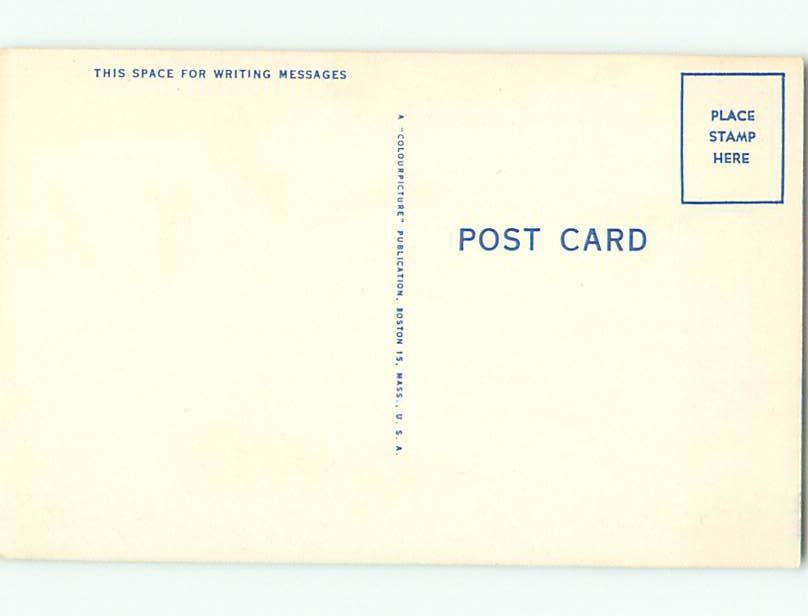 THIS SPACE FOR WRITING MESSAGES
A "COLOURPICTURE" PUBLICATION, BOSTON 15, MASS., U. S. A.
PLACE
STAMP
HERE
POST CARD